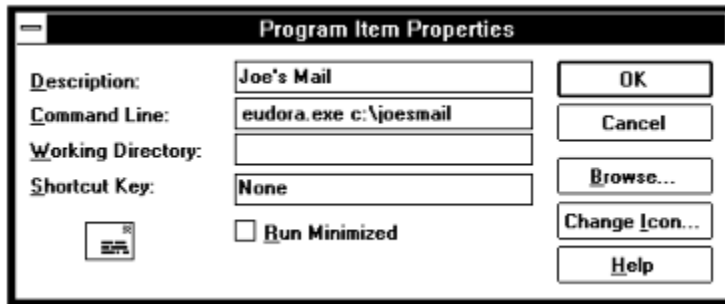 Program Item Properties
Description: Joe's Mail OK
Command Line: eudora.exe c:\joesmail Cancel
Working Directory:
Shortcut Key: None Browse...
Run Minimized Change Icon...
Help